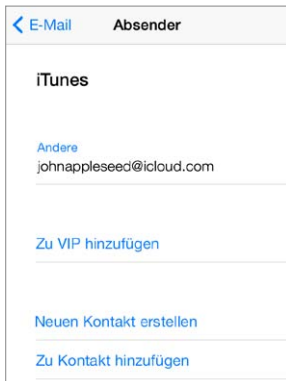 E-Mail Absender
iTunes
Andere
johnappleseed@icloud.com
Zu VIP hinzufügen
Neuen Kontakt erstellen
Zu Kontakt hinzufügen